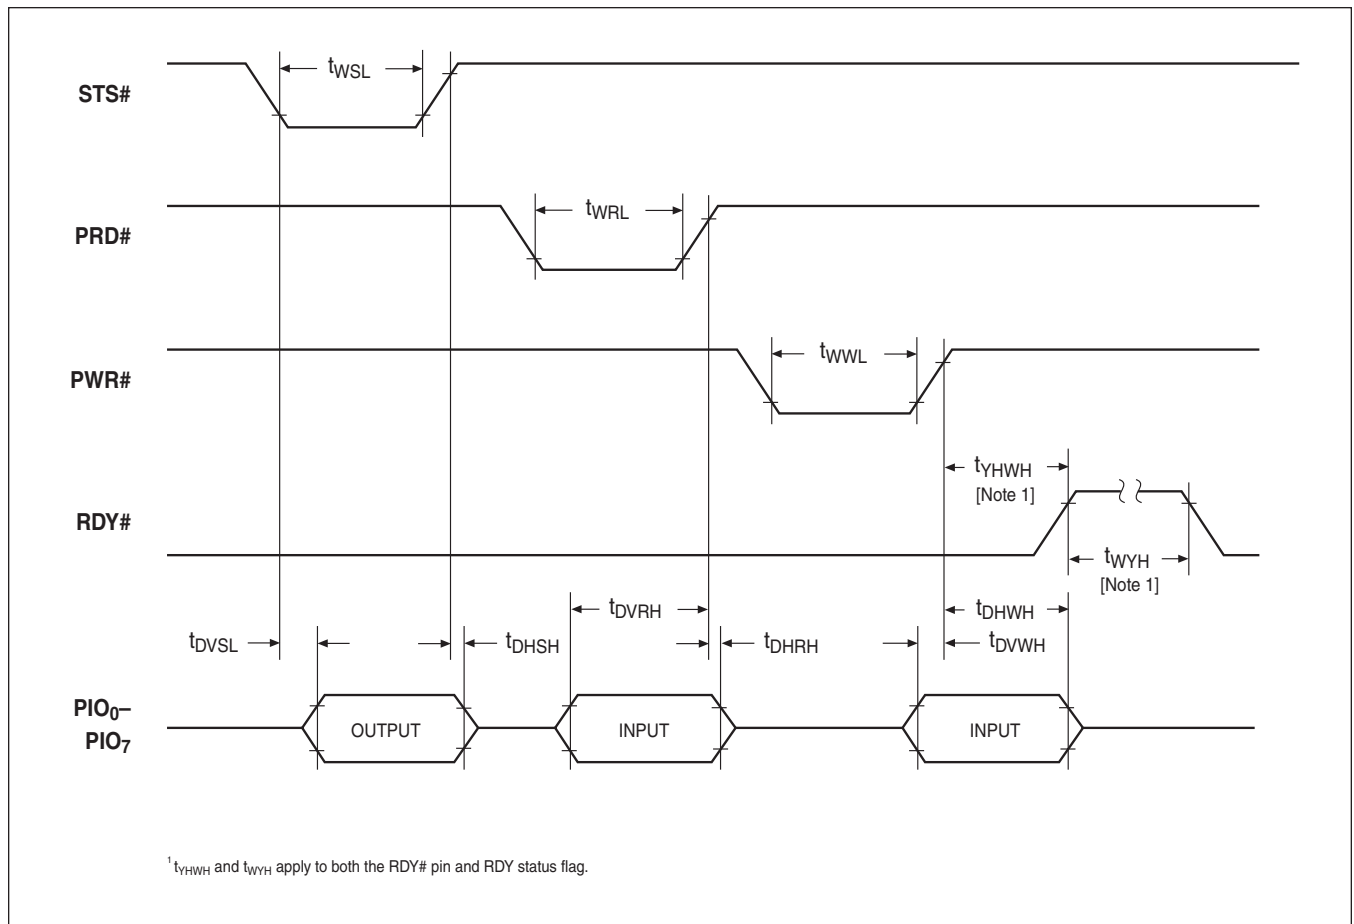 STS#
tWSL
PRD#
tWRL
PWR#
tWWL
RDY#
tYHWH
[Note 1]
tWYH
[Note 1]
tDVSL
tDHSH
tDVRH
tDHRH
tDHWH
tDVWH
PIO0–
PIO7
OUTPUT
INPUT
INPUT
1 tYHWH and tWYH apply to both the RDY# pin and RDY status flag.